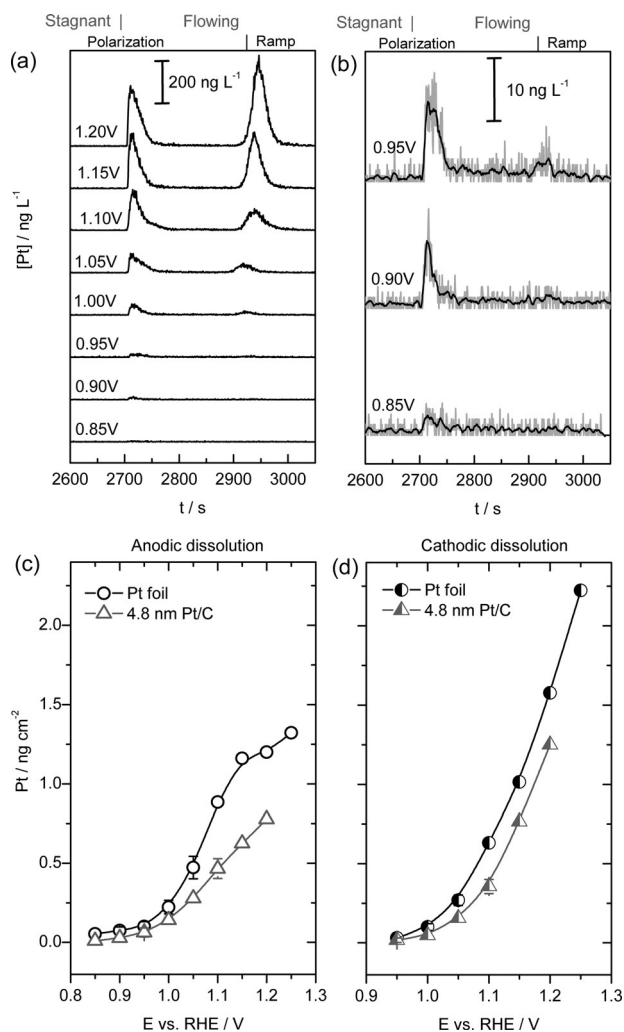 Stagnant | Flowing
Polarization | Ramp
(a)
200 ng L⁻¹
1.20V
1.15V
1.10V
1.05V
1.00V
0.95V
0.90V
0.85V
[Pt] / ng L⁻¹
2600 2700 2800 2900 3000
t / s
Stagnant | Flowing
Polarization | Ramp
(b)
10 ng L⁻¹
0.95V
0.90V
0.85V
2600 2700 2800 2900 3000
t / s
Anodic dissolution
(c)
Pt foil
4.8 nm Pt/C
2.0
1.5
1.0
0.5
0.0
Pt / ng cm⁻²
0.8 0.9 1.0 1.1 1.2 1.3
E vs. RHE / V
Cathodic dissolution
(d)
Pt foil
4.8 nm Pt/C
0.9 1.0 1.1 1.2 1.3
E vs. RHE / V